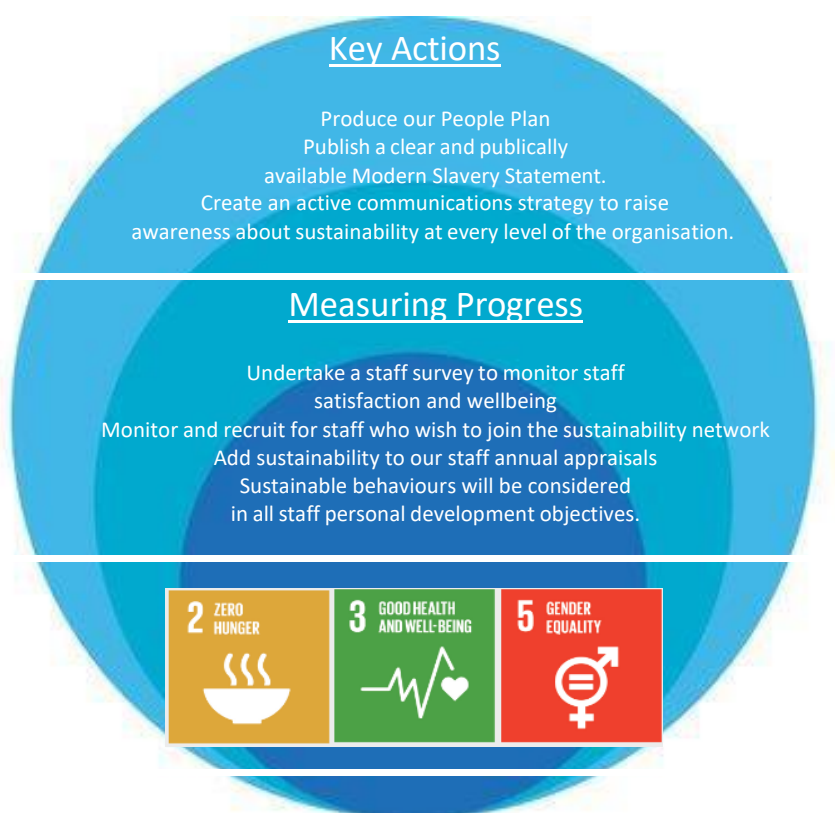 Key Actions
Produce our People Plan
Publish a clear and publically
available Modern Slavery Statement.
Create an active communications strategy to raise
awareness about sustainability at every level of the organisation.
Measuring Progress
Undertake a staff survey to monitor staff
satisfaction and wellbeing
Monitor and recruit for staff who wish to join the sustainability network
Add sustainability to our staff annual appraisals
Sustainable behaviours will be considered
in all staff personal development objectives.
2 ZERO
HUNGER
3 GOOD HEALTH
AND WELL-BEING
5 GENDER
EQUALITY